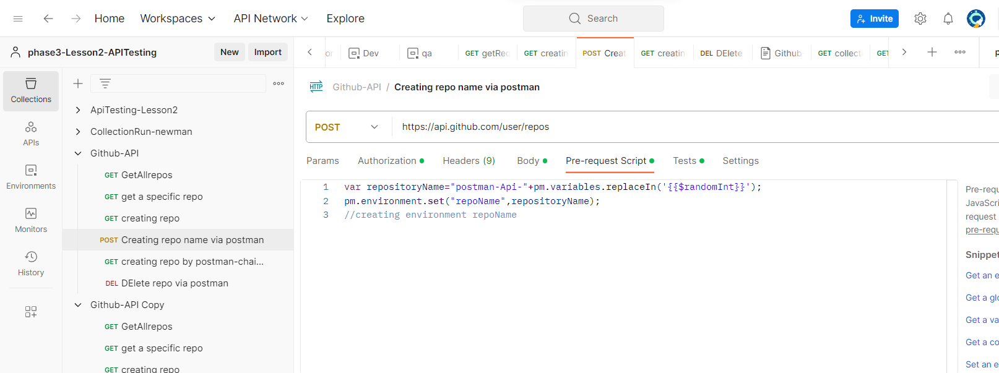 Home Workspaces API Network Explore Search Invite
phase3-Lesson2-APITesting New Import
Dev qa GET getRec GET creatin POST Creat GET creatin DEL DElete Github GET collect GET
Collections
APIs
Environments
Monitors
History
ApiTesting-Lesson2
CollectionRun-newman
Github-API
GET GetAllrepos
GET get a specific repo
GET creating repo
POST Creating repo name via postman
GET creating repo by postman-chai...
DEL DElete repo via postman
Github-API Copy
GET GetAllrepos
GET get a specific repo
GET creating repo
HTTP Github-API / Creating repo name via postman
POST https://api.github.com/user/repos
Params Authorization Headers (9) Body Pre-request Script Tests Settings
1 var repositoryName="postman-Api-"+pm.variables.replaceIn('{{$randomInt}}');
2 pm.environment.set("repoName",repositoryName);
3 //creating environment repoName
Pre-requ
JavaScri
request
pre-requ
Snippet
Get an e
Get a glo
Get a va
Get a co
Set an e